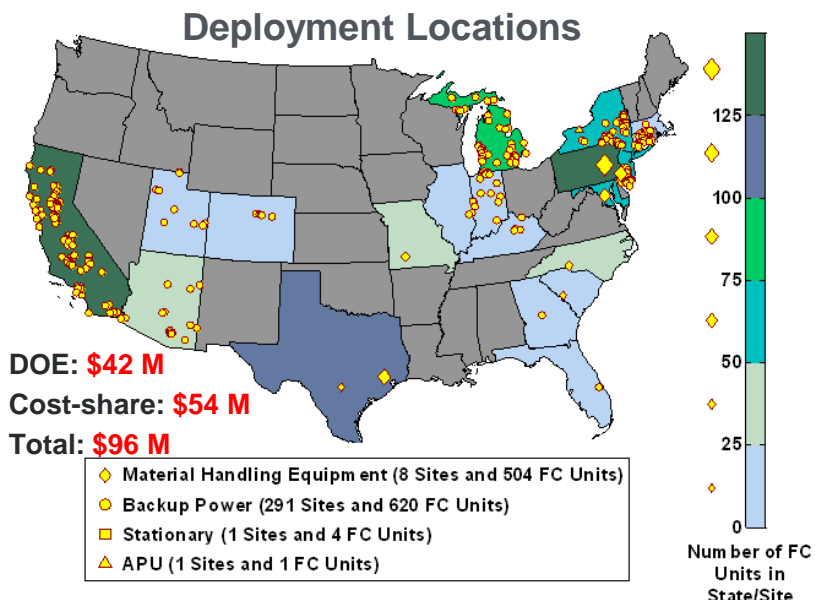 Deployment Locations
DOE: $42 M
Cost-share: $54 M
Total: $96 M
Material Handling Equipment (8 Sites and 504 FC Units)
Backup Power (291 Sites and 620 FC Units)
Stationary (1 Sites and 4 FC Units)
APU (1 Sites and 1 FC Units)
125
100
75
50
25
0
Number of FC
Units in
State/Site